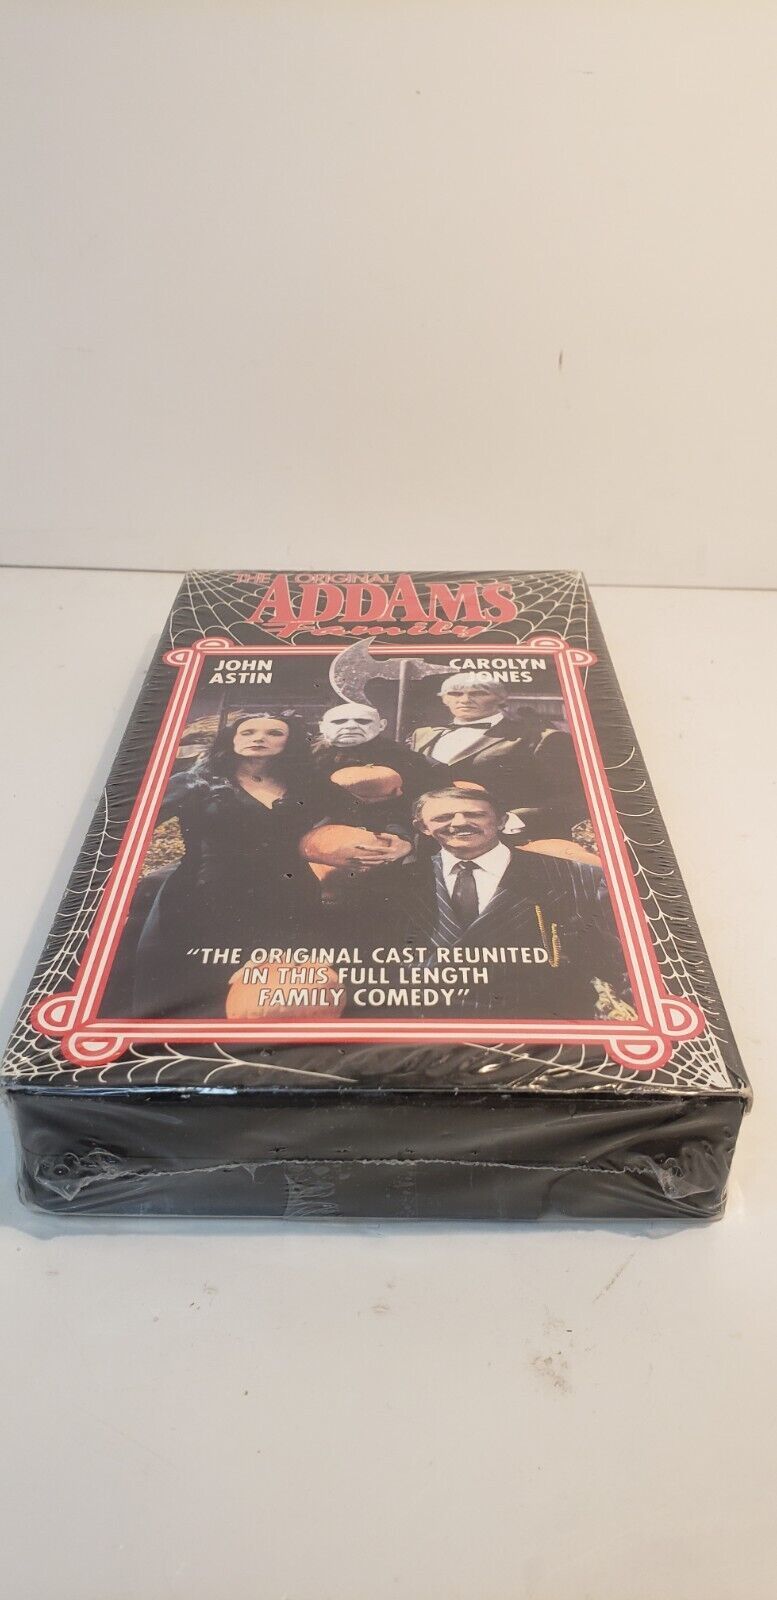 THE ORIGINAL
ADDAMS
Family
JOHN
ASTIN
CAROLYN
JONES
"THE ORIGINAL CAST REUNITED
IN THIS FULL LENGTH
FAMILY COMEDY"